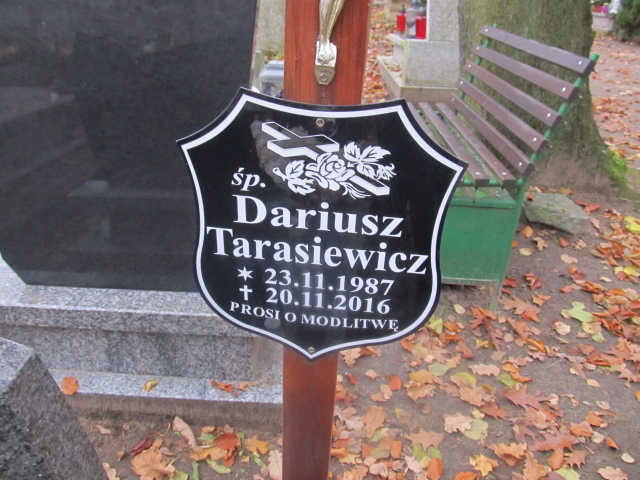 śp.
Dariusz
Tarasiewicz
* 23.11.1987
✝ 20.11.2016
PROSI O MODLITWĘ